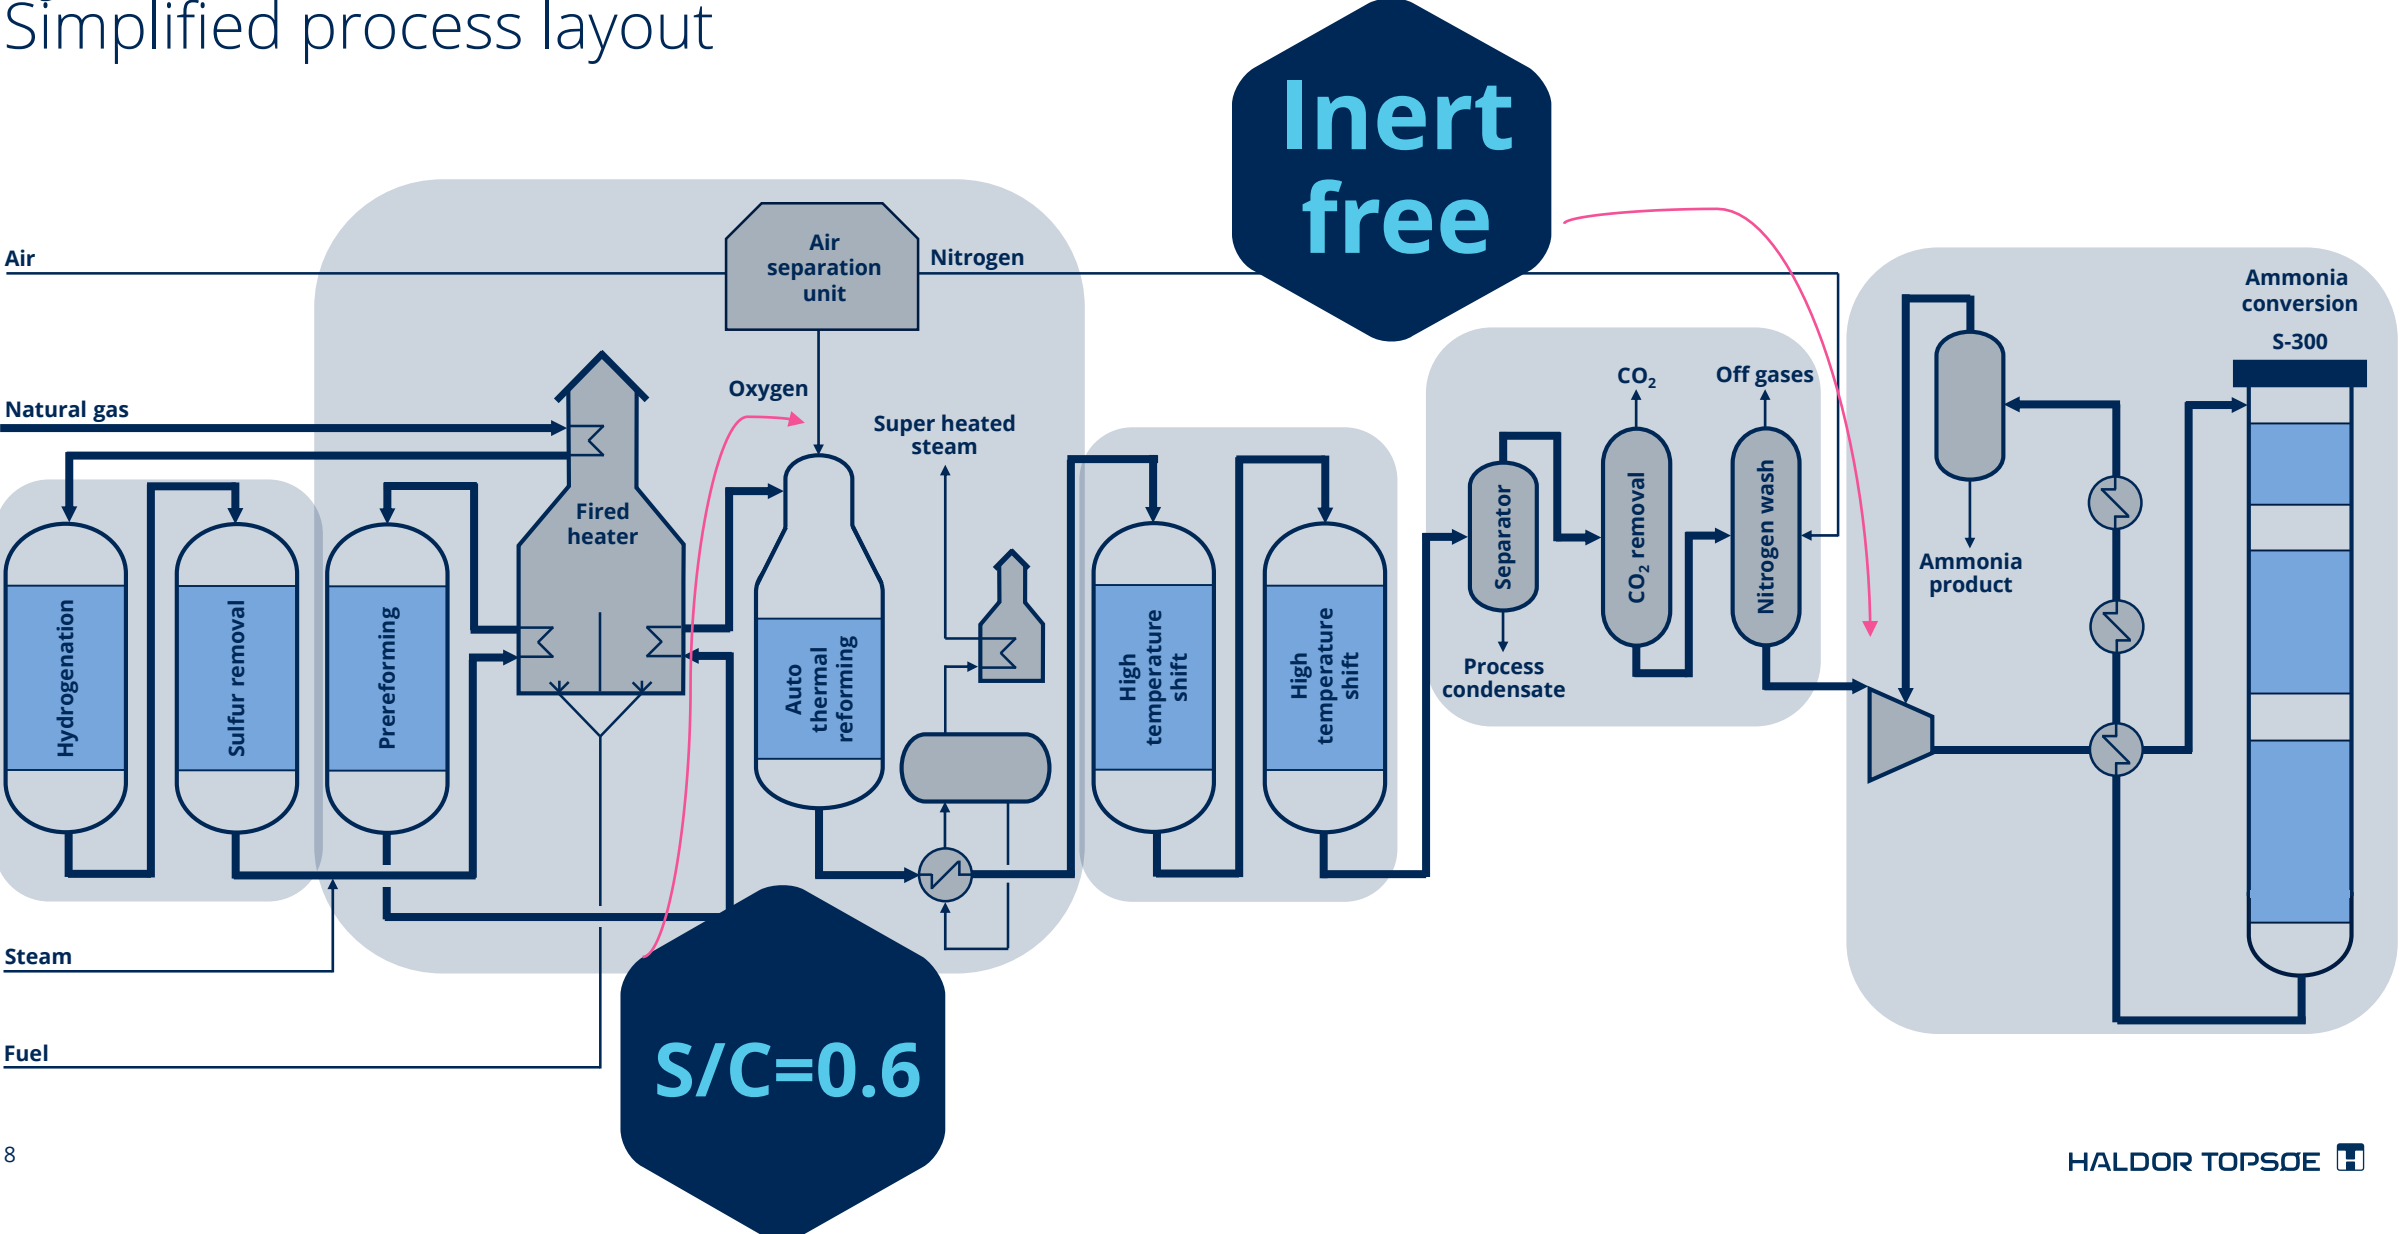 Simplified process layout
Inert
free
Air
Air
separation
unit
Nitrogen
Ammonia
conversion
S-300
Natural gas
Oxygen
Super heated
steam
CO₂
Off gases
Fired
heater
Hydrogenation
Sulfur removal
Prereforming
Auto
thermal
reforming
High
temperature
shift
High
temperature
shift
Separator
CO₂ removal
Nitrogen wash
Process
condensate
Ammonia
product
Steam
Fuel
S/C=0.6
8
HALDOR TOPSØE